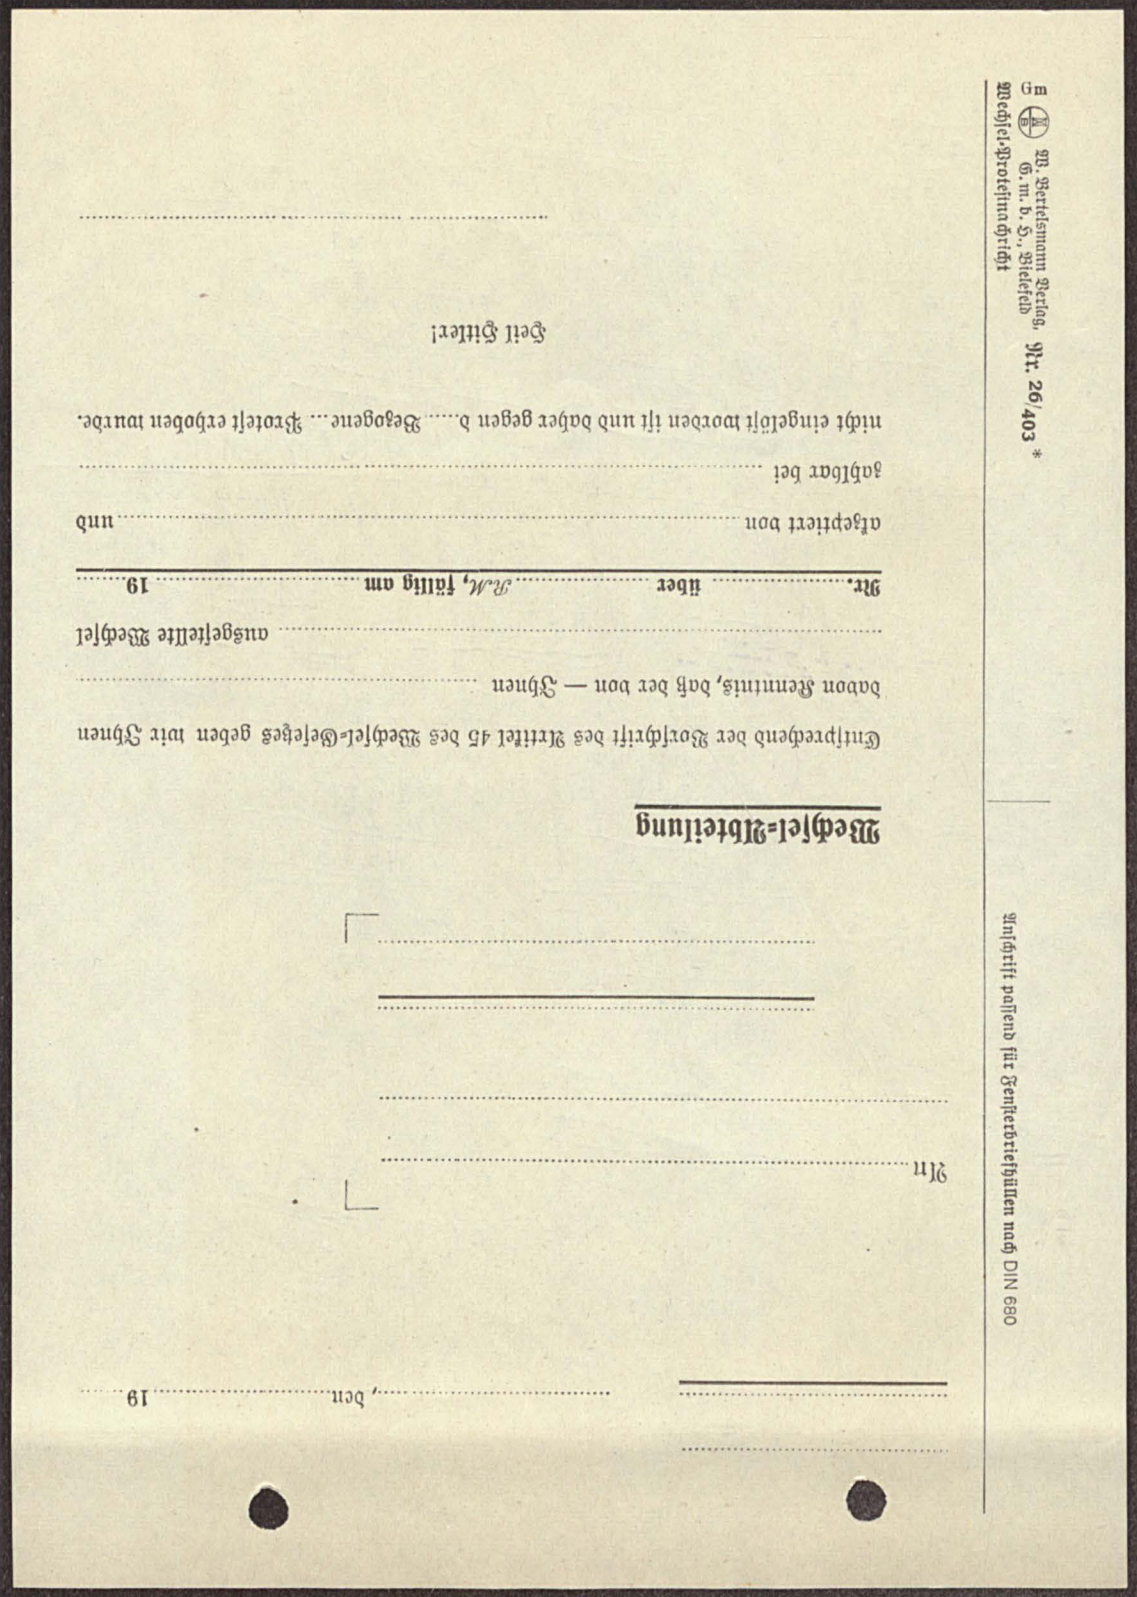 , den 19
An
Wechsel=Abteilung
Entsprechend der Vorschrift des Artikel 45 des Wechsel=Gesetzes geben wir Ihnen
davon Kenntnis, daß der von — Ihnen
ausgestellte Wechsel
Nr. über RM, fällig am 19
akzeptiert von und
zahlbar bei
nicht eingelöst worden ist und daher gegen d Bezogene Protest erhoben wurde.
Heil Hitler!
Gm W. Bertelsmann Verlag, G. m. b. H., Bielefeld Nr. 26/403 *
Wechsel-Protestnachricht
Anschrift passend für Fensterbriefhüllen nach DIN 680